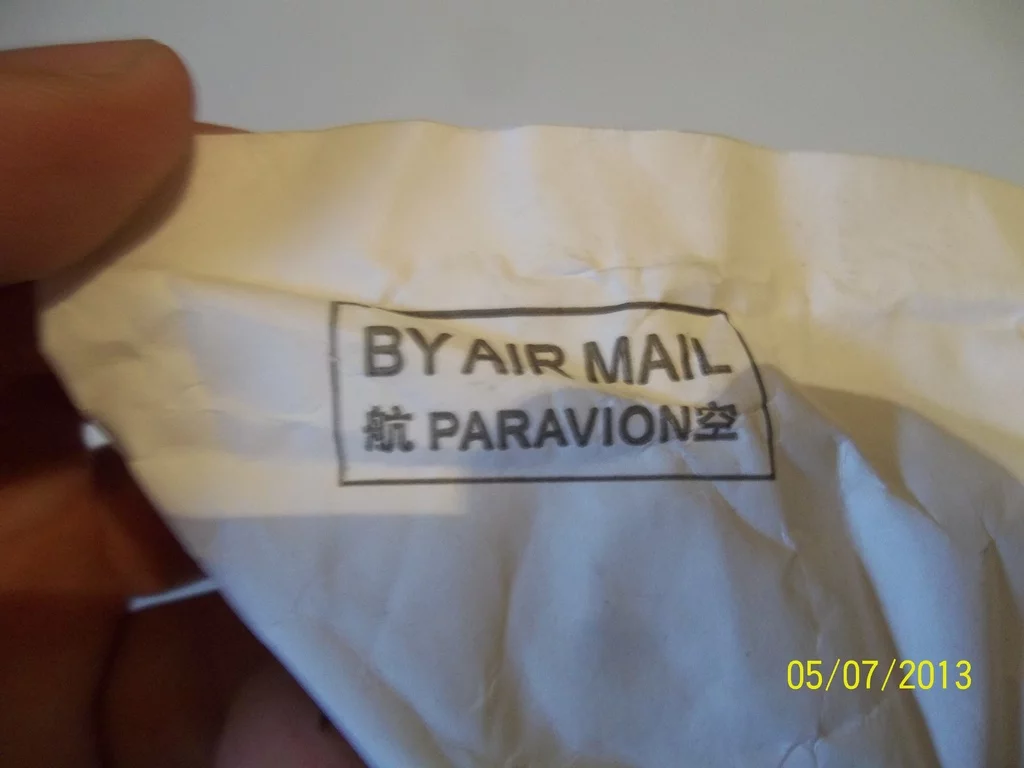 BY AIR MAIL
航 PARAVION空
05/07/2013